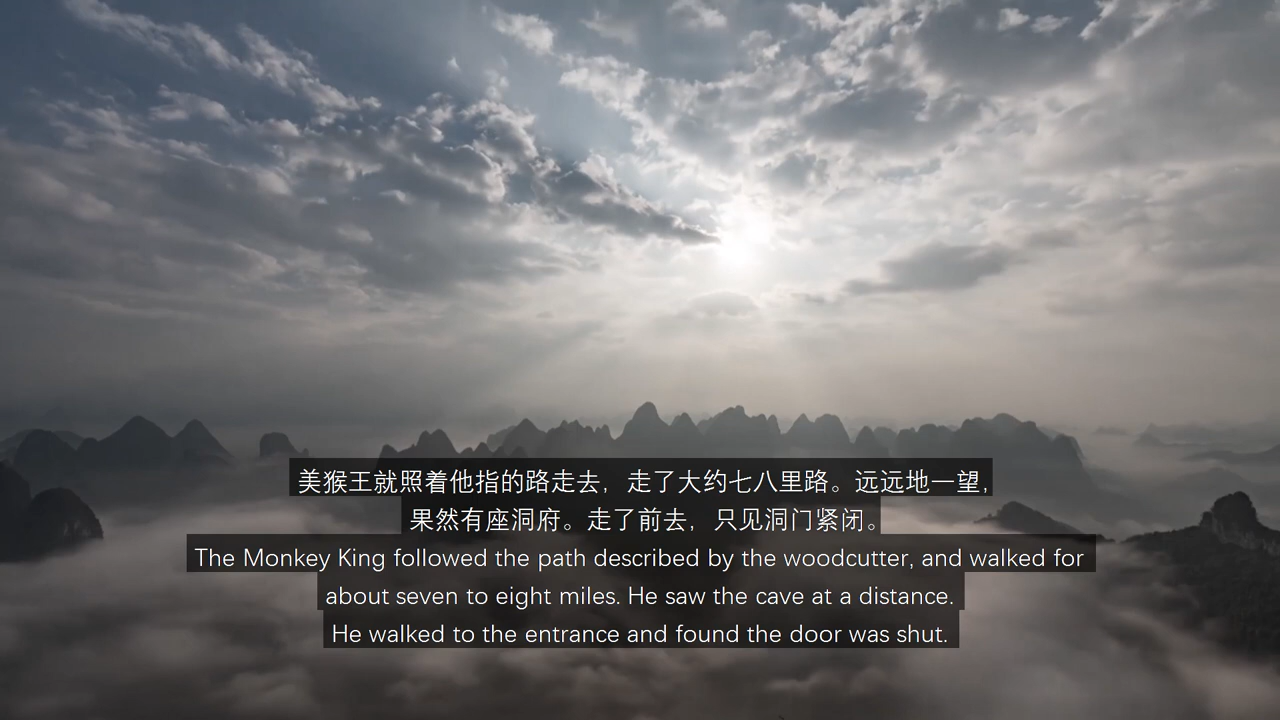 美猴王就照着他指的路走去，走了大约七八里路。远远地一望，
果然有座洞府。走了前去，只见洞门紧闭。
The Monkey King followed the path described by the woodcutter, and walked for
about seven to eight miles. He saw the cave at a distance.
He walked to the entrance and found the door was shut.